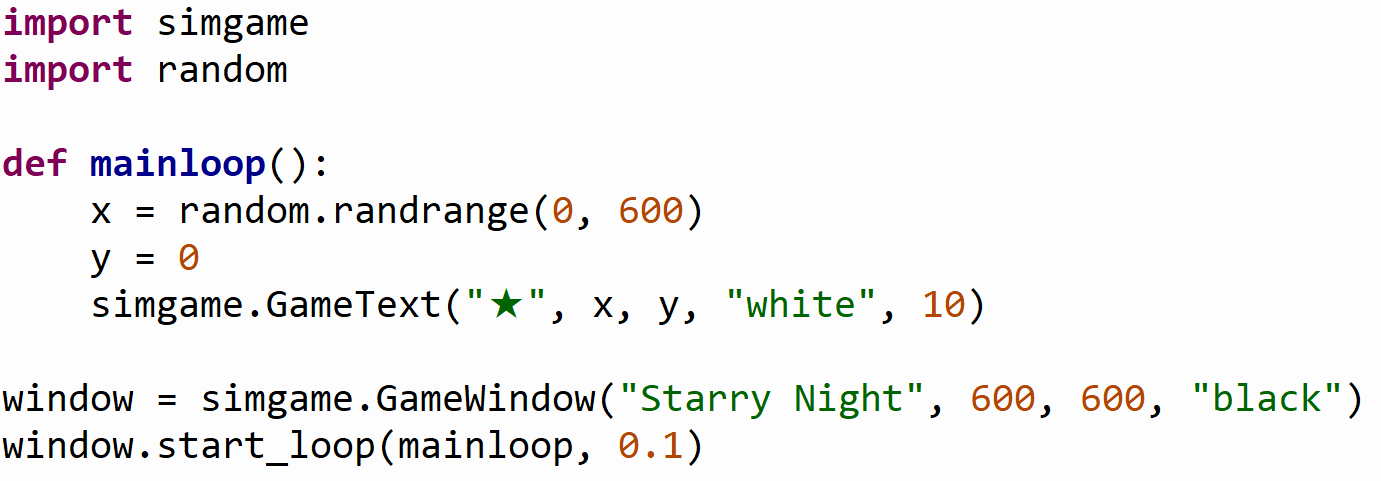 import simgame
import random
def mainloop():
    x = random.randrange(0, 600)
    y = 0
    simgame.GameText("★", x, y, "white", 10)
window = simgame.GameWindow("Starry Night", 600, 600, "black")
window.start_loop(mainloop, 0.1)